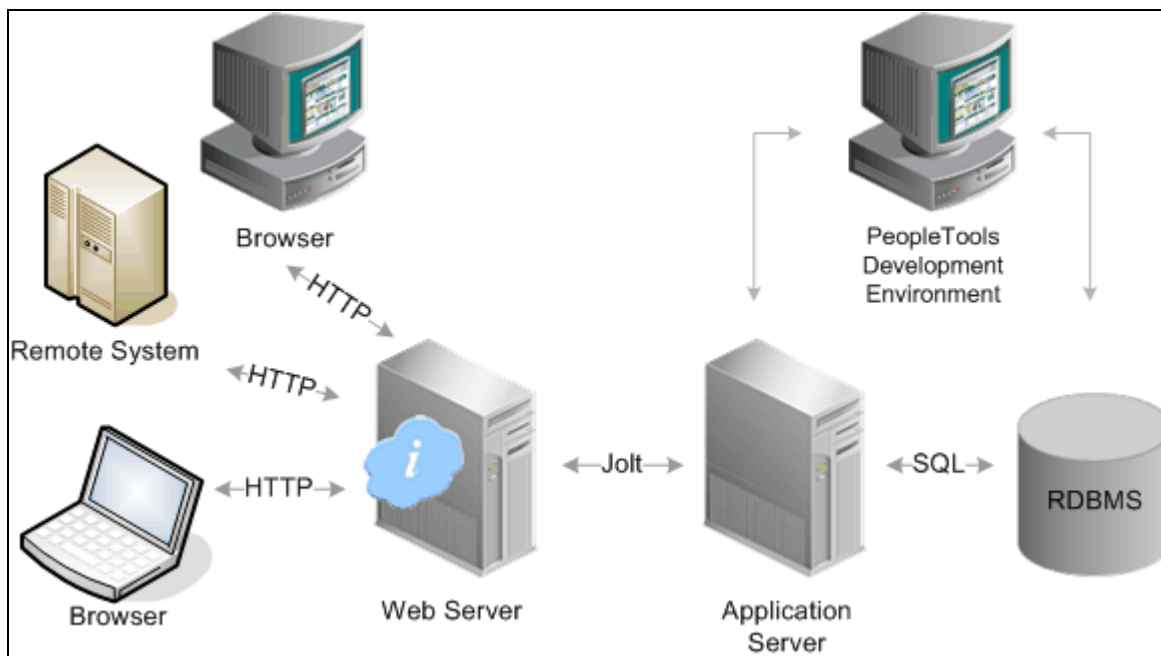 Browser
PeopleTools
Development
Environment
HTTP
Remote System
HTTP
i
HTTP
Jolt
SQL
RDBMS
Browser
Web Server
Application
Server